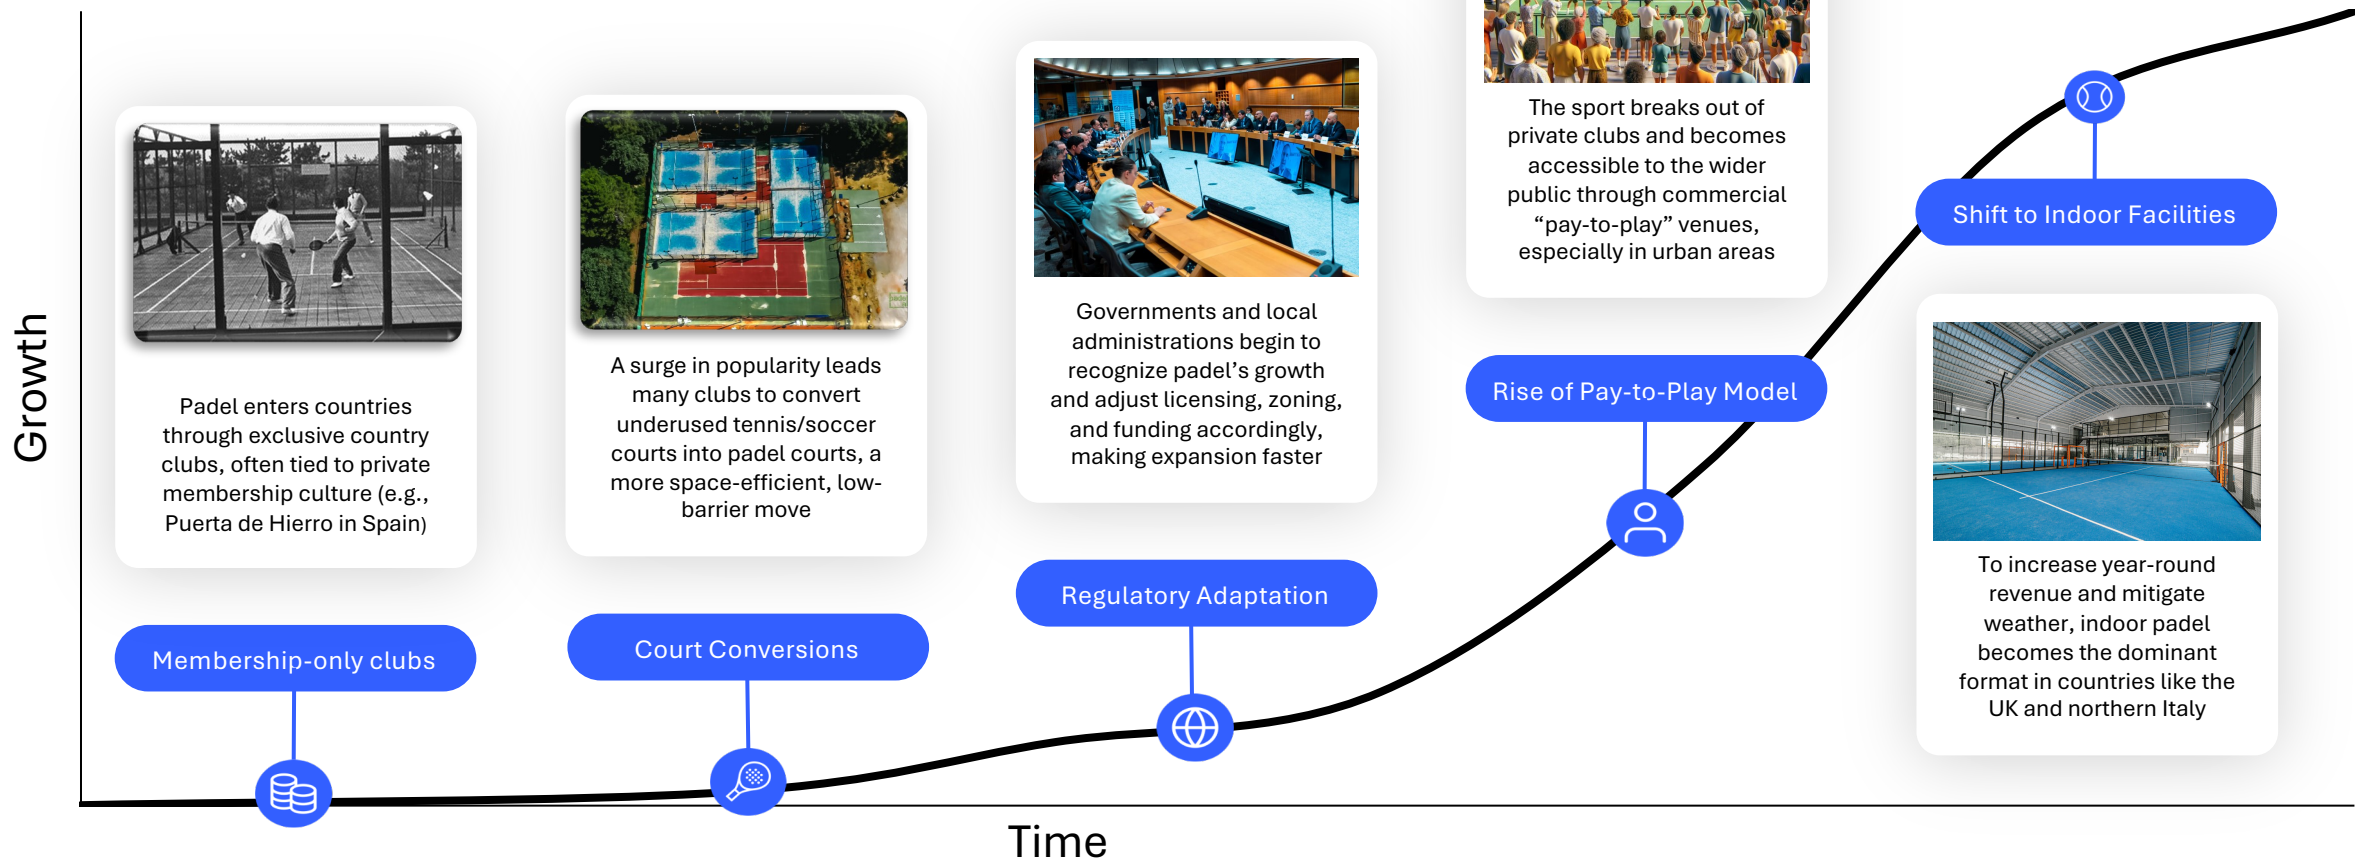 Growth
Padel enters countries
through exclusive country
clubs, often tied to private
membership culture (e.g.,
Puerta de Hierro in Spain)
Membership-only clubs
A surge in popularity leads
many clubs to convert
underused tennis/soccer
courts into padel courts, a
more space-efficient, low-
barrier move
Court Conversions
Governments and local
administrations begin to
recognize padel’s growth
and adjust licensing, zoning,
and funding accordingly,
making expansion faster
Regulatory Adaptation
The sport breaks out of
private clubs and becomes
accessible to the wider
public through commercial
“pay-to-play” venues,
especially in urban areas
Rise of Pay-to-Play Model
Shift to Indoor Facilities
To increase year-round
revenue and mitigate
weather, indoor padel
becomes the dominant
format in countries like the
UK and northern Italy
Time